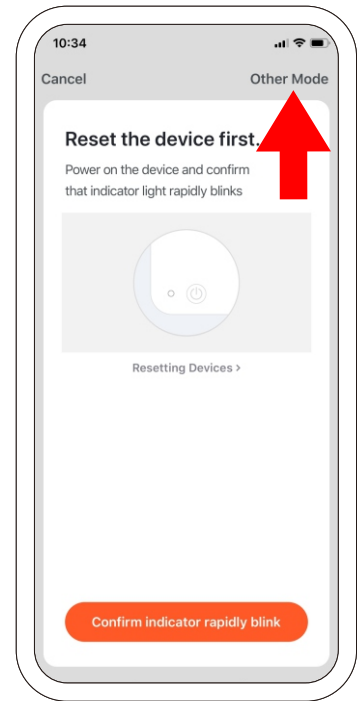 10:34
Cancel Other Mode
Reset the device first.
Power on the device and confirm
that indicator light rapidly blinks
Resetting Devices >
Confirm indicator rapidly blink